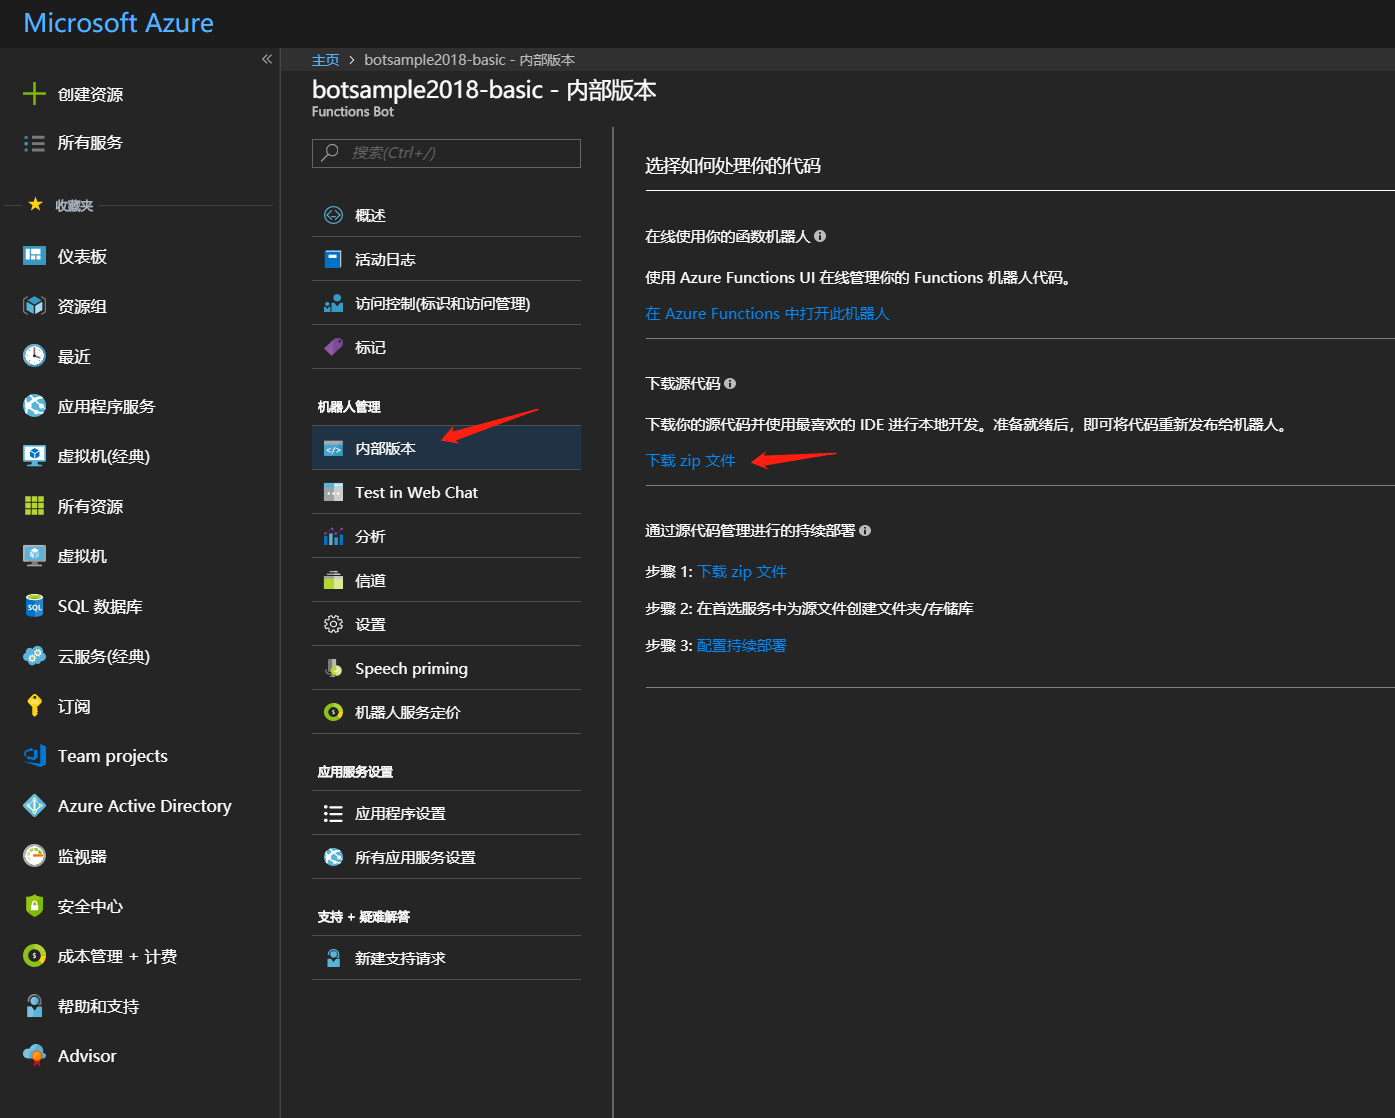 Microsoft Azure
主页 > botsample2018-basic - 内部版本
botsample2018-basic - 内部版本
Functions Bot
创建资源
所有服务
收藏夹
仪表板
资源组
最近
应用程序服务
虚拟机(经典)
所有资源
虚拟机
SQL 数据库
云服务(经典)
订阅
Team projects
Azure Active Directory
监视器
安全中心
成本管理 + 计费
帮助和支持
Advisor
搜索(Ctrl+/)
概述
活动日志
访问控制(标识和访问管理)
标记
机器人管理
内部版本
Test in Web Chat
分析
信道
设置
Speech priming
机器人服务定价
应用服务设置
应用程序设置
所有应用服务设置
支持 + 疑难解答
新建支持请求
选择如何处理你的代码
在线使用你的函数机器人
使用 Azure Functions UI 在线管理你的 Functions 机器人代码。
在 Azure Functions 中打开此机器人
下载源代码
下载你的源代码并使用最喜欢的 IDE 进行本地开发。准备就绪后，即可将代码重新发布给机器人。
下载 zip 文件
通过源代码管理进行的持续部署
步骤 1: 下载 zip 文件
步骤 2: 在首选服务中为源文件创建文件夹/存储库
步骤 3: 配置持续部署